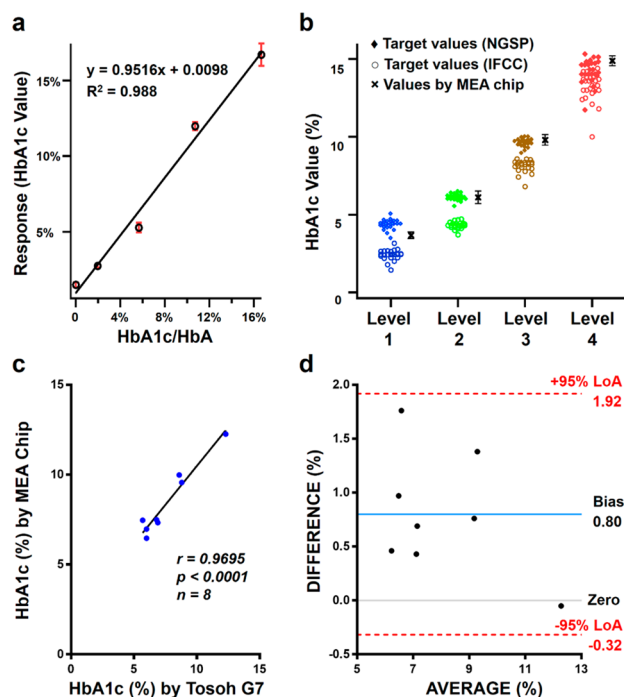 a
Response (HbA1c Value)
y = 0.9516x + 0.0098
R² = 0.988
15%
10%
5%
0 4% 8% 12% 16%
HbA1c/HbA
b
HbA1c Value (%)
Target values (NGSP)
Target values (IFCC)
Values by MEA chip
15
10
5
0
Level 1
Level 2
Level 3
Level 4
c
HbA1c (%) by MEA Chip
15
10
5
0
r = 0.9695
p < 0.0001
n = 8
0 5 10 15
HbA1c (%) by Tosoh G7
d
DIFFERENCE (%)
2.0
1.5
1.0
0.5
0.0
-0.5
+95% LoA
1.92
Bias
0.80
Zero
-95% LoA
-0.32
5 7 9 11 13
AVERAGE (%)